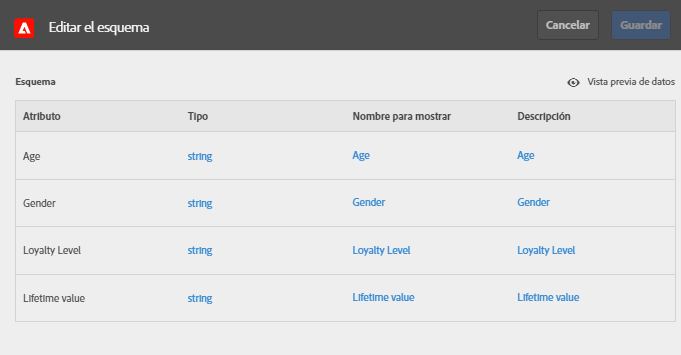 Editar el esquema
Cancelar
Guardar
Esquema
Vista previa de datos
Atributo Tipo Nombre para mostrar Descripción
Age string Age Age
Gender string Gender Gender
Loyalty Level string Loyalty Level Loyalty Level
Lifetime value string Lifetime value Lifetime value